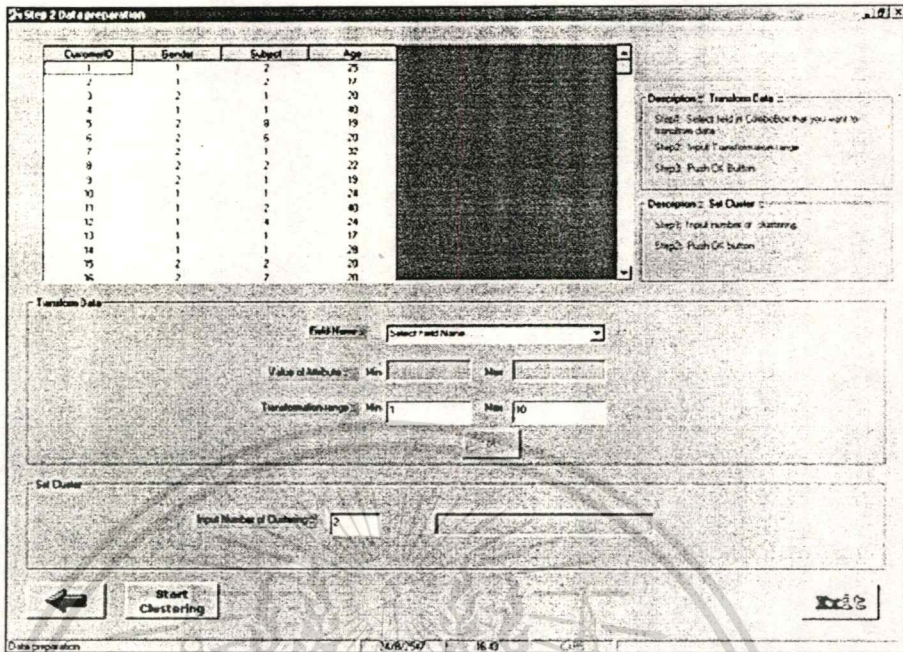 Step 2 Data preparation
CustomerID Gender Subject Age
1 1 2 25
2 1 2 17
3 2 1 20
4 1 1 40
5 2 8 19
6 2 6 20
7 2 1 32
8 2 2 22
9 2 1 19
10 1 1 24
11 1 2 40
12 1 4 24
13 1 1 17
14 1 1 28
15 2 2 20
16 2 7 20
Description :: Transform Data ::
Step1: Select field in ComboBox that you want to
transform data
Step2: Input Transformation range
Step3: Push OK Button
Description :: Set Cluster ::
Step1: Input number of clustering
Step2: Push OK button
Transform Data
Field Name :: Select Field Name
Value of Attribute :: Min Max
Transformation range :: Min 1 Max 10
Set Cluster
Input Number of Clustering :: 2
Start
Clustering
Exit
Data preparation 24/8/2547 16:43 CAPS